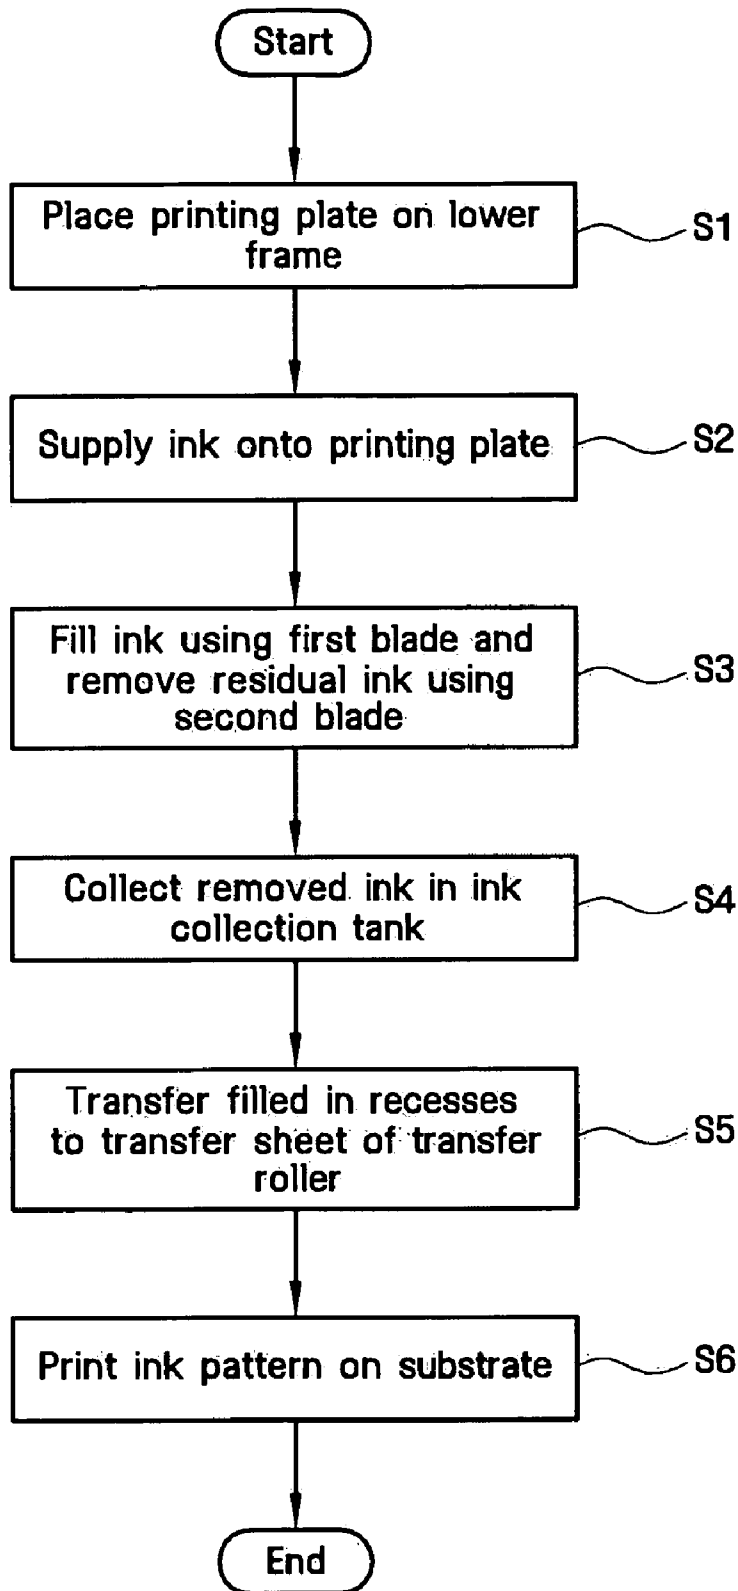 Start
Place printing plate on lower
frame
S1
Supply ink onto printing plate
S2
Fill ink using first blade and
remove residual ink using
second blade
S3
Collect removed ink in ink
collection tank
S4
Transfer filled in recesses
to transfer sheet of transfer
roller
S5
Print ink pattern on substrate
S6
End